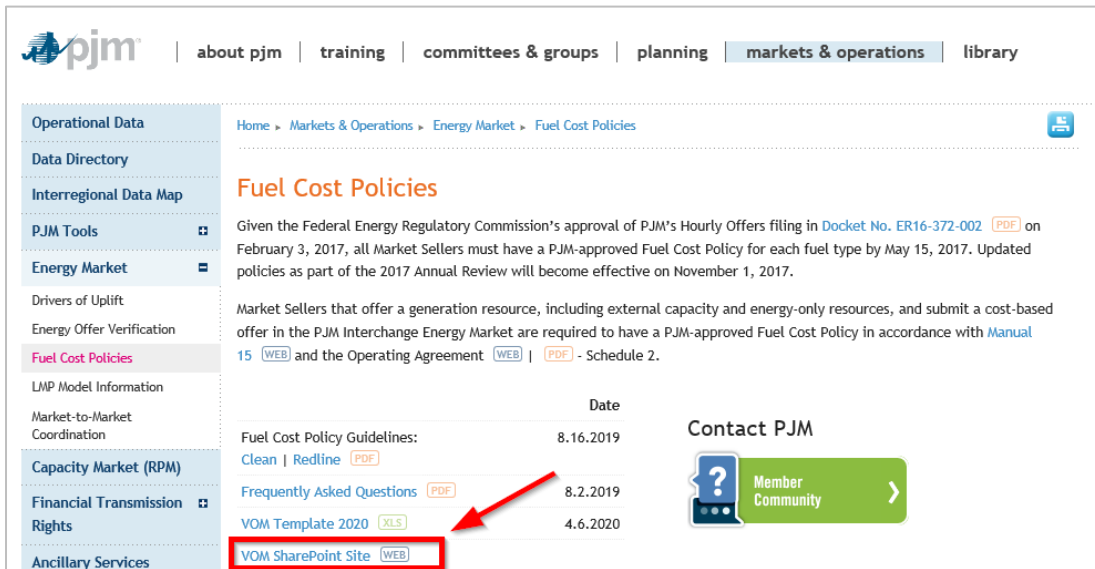 pjm
about pjm | training | committees & groups | planning | markets & operations | library
Operational Data
Data Directory
Interregional Data Map
PJM Tools
Energy Market
Drivers of Uplift
Energy Offer Verification
Fuel Cost Policies
LMP Model Information
Market-to-Market
Coordination
Capacity Market (RPM)
Financial Transmission
Rights
Ancillary Services
Home ▸ Markets & Operations ▸ Energy Market ▸ Fuel Cost Policies
Fuel Cost Policies
Given the Federal Energy Regulatory Commission's approval of PJM's Hourly Offers filing in Docket No. ER16-372-002 PDF on
February 3, 2017, all Market Sellers must have a PJM-approved Fuel Cost Policy for each fuel type by May 15, 2017. Updated
policies as part of the 2017 Annual Review will become effective on November 1, 2017.
Market Sellers that offer a generation resource, including external capacity and energy-only resources, and submit a cost-based
offer in the PJM Interchange Energy Market are required to have a PJM-approved Fuel Cost Policy in accordance with Manual
15 WEB and the Operating Agreement WEB | PDF - Schedule 2.
Date
Fuel Cost Policy Guidelines: 8.16.2019
Clean | Redline PDF
Frequently Asked Questions PDF 8.2.2019
VOM Template 2020 XLS 4.6.2020
VOM SharePoint Site WEB
Contact PJM
?
Member
Community